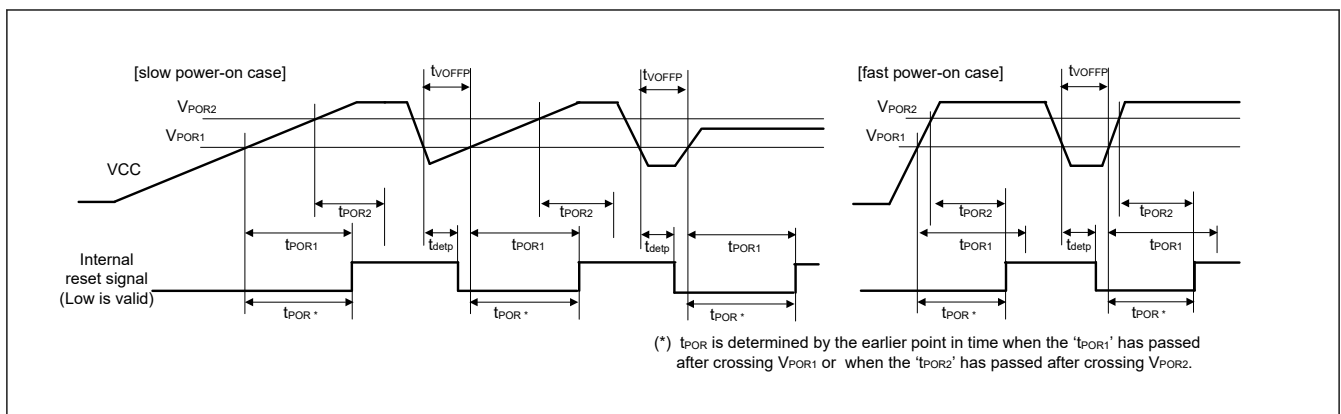 [slow power-on case]
tVOFFP
tVOFFP
[fast power-on case]
tVOFFP
VPOR2
VPOR2
VPOR1
VPOR1
VCC
tPOR2
tPOR2
tPOR2
tPOR2
tPOR1
tdetp
tPOR1
tdetp
tPOR1
tPOR1
tdetp
tPOR1
Internal
reset signal
(Low is valid)
tPOR *
tPOR *
tPOR *
tPOR *
tPOR *
(*) tPOR is determined by the earlier point in time when the ‘tPOR1’ has passed
after crossing VPOR1 or when the ‘tPOR2’ has passed after crossing VPOR2.